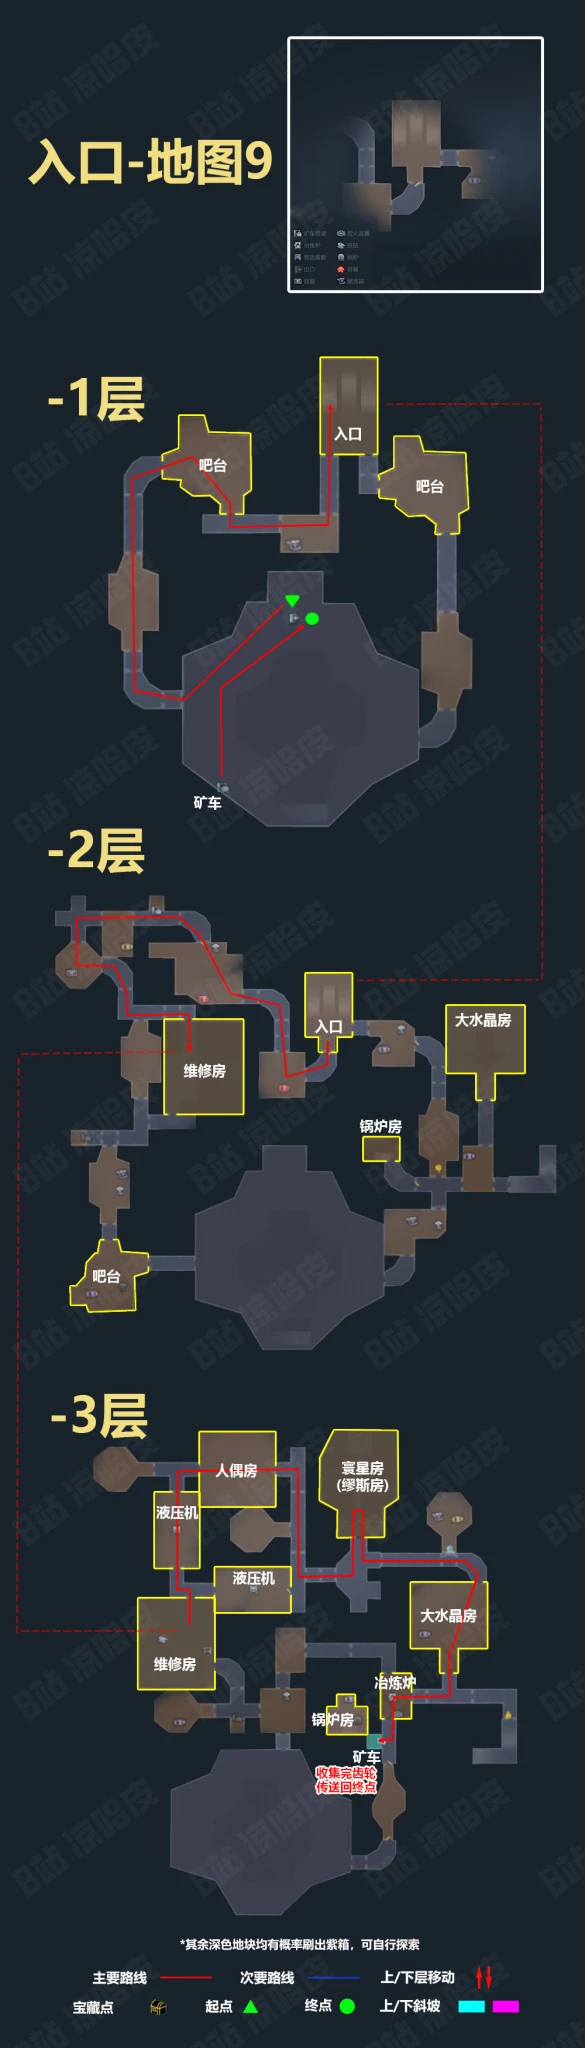 入口-地图9
-1层
入口
吧台
吧台
矿车
-2层
入口
大水晶房
维修房
锅炉房
吧台
-3层
人偶房
寰星房
(缪斯房)
液压机
液压机
大水晶房
维修房
冶炼炉
锅炉房
矿车
收集完齿轮
传送回终点
*其余深色地块均有概率刷出紫箱，可自行探索
主要路线
次要路线
上/下层移动
宝藏点
起点
终点
上/下斜坡